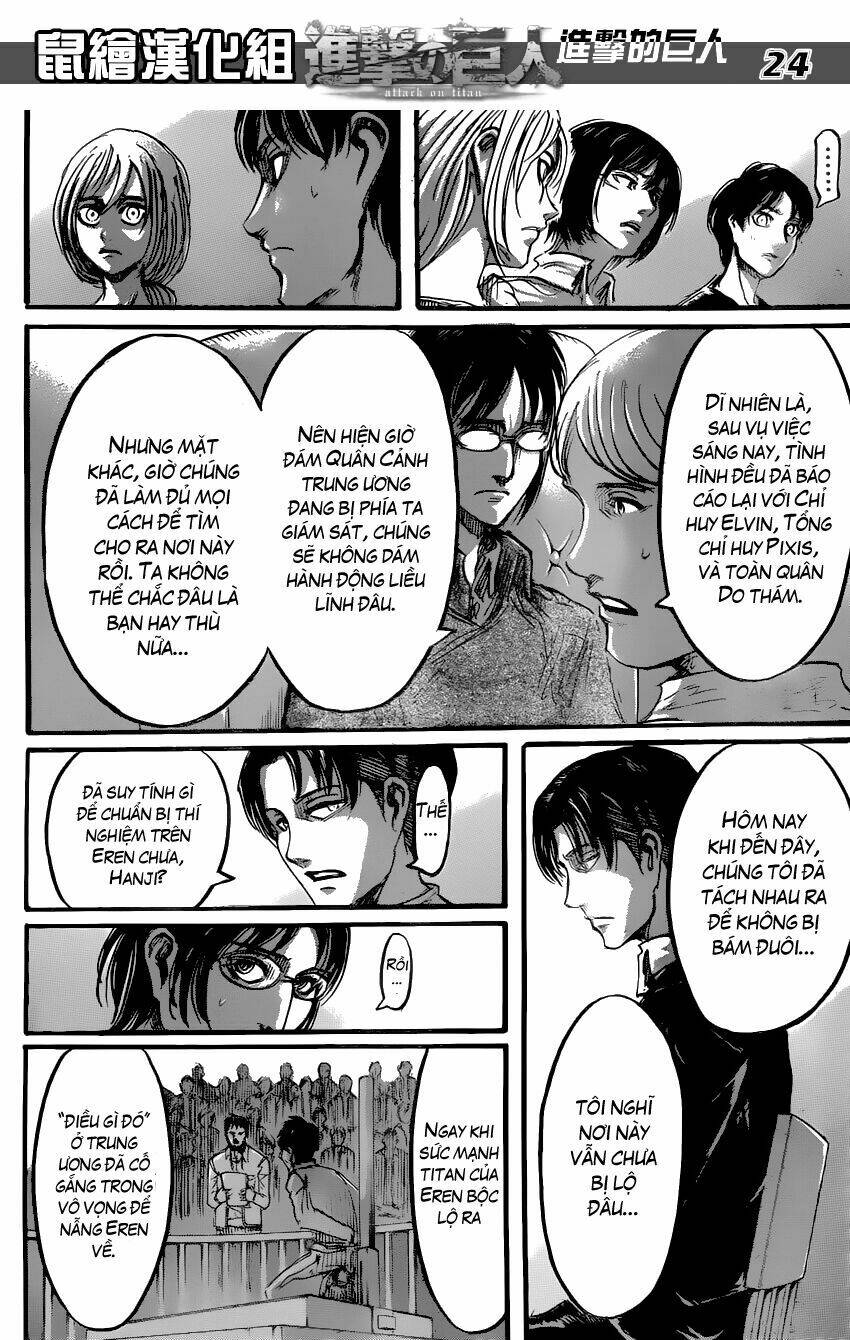 鼠繪漢化組
進撃の巨人
attack on titan
進擊的巨人
24
......
Dĩ nhiên là,
sau vụ việc
sáng nay, tình
hình đều đã báo
cáo lại với Chỉ
huy Elvin, Tổng
chỉ huy Pixis,
và toàn quân
Do thám.
Nên hiện giờ
đám Quân Cảnh
trung ương
đang bị phía ta
giám sát, chúng
sẽ không dám
hành động liều
lĩnh đâu.
Nhưng mặt
khác, giờ chúng
đã làm đủ mọi
cách để tìm
cho ra nơi này
rồi. Ta không
thể chắc đâu là
bạn hay thù
nữa...
Hôm nay
khi đến đây,
chúng tôi đã
tách nhau ra
để không bị
bám đuôi...
Tôi nghĩ
nơi này
vẫn chưa
bị lộ
đâu...
Thế
...
Đã suy tính gì
để chuẩn bị thí
nghiệm trên
Eren chưa,
Hanji?
Rồi
...
Ngay khi
sức mạnh
titan của
Eren bộc
lộ ra
"Điều gì đó"
ở trung
ương đã cố
gắng trong
vô vọng để
nẫng Eren
về.